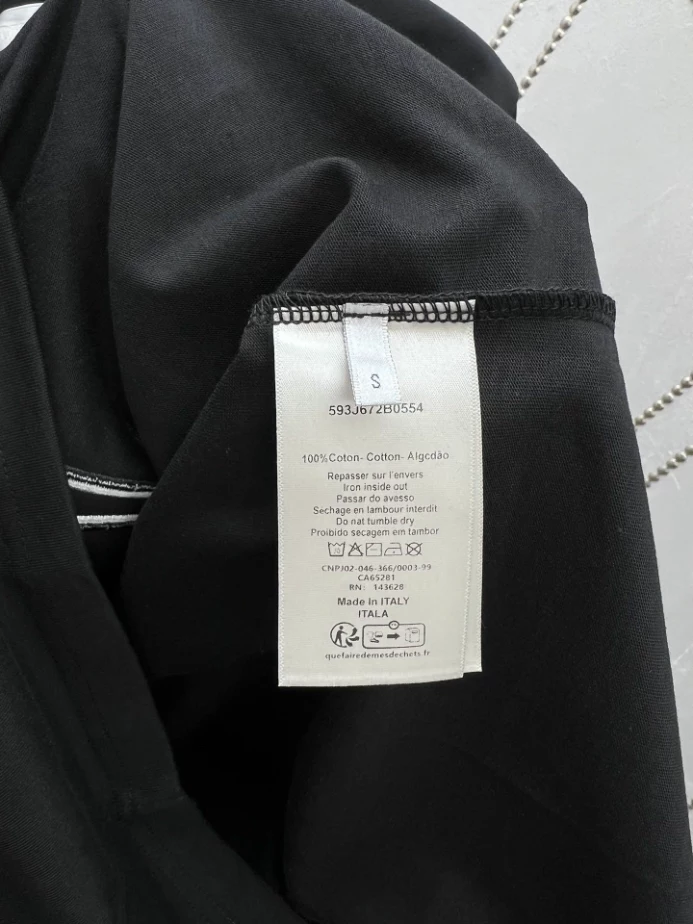 S
593J672B0554
100%Coton- Cotton- Algcdão
Repasser sur l'envers
Iron inside out
Passar do avesso
Sechage en tambour interdit
Do nat tumble dry
Proibido secagem em tambor
CNPJ02-046-366/0003-99
CA65281
RN: 143628
Made In ITALY
ITALA
quefairedemesdechets.fr